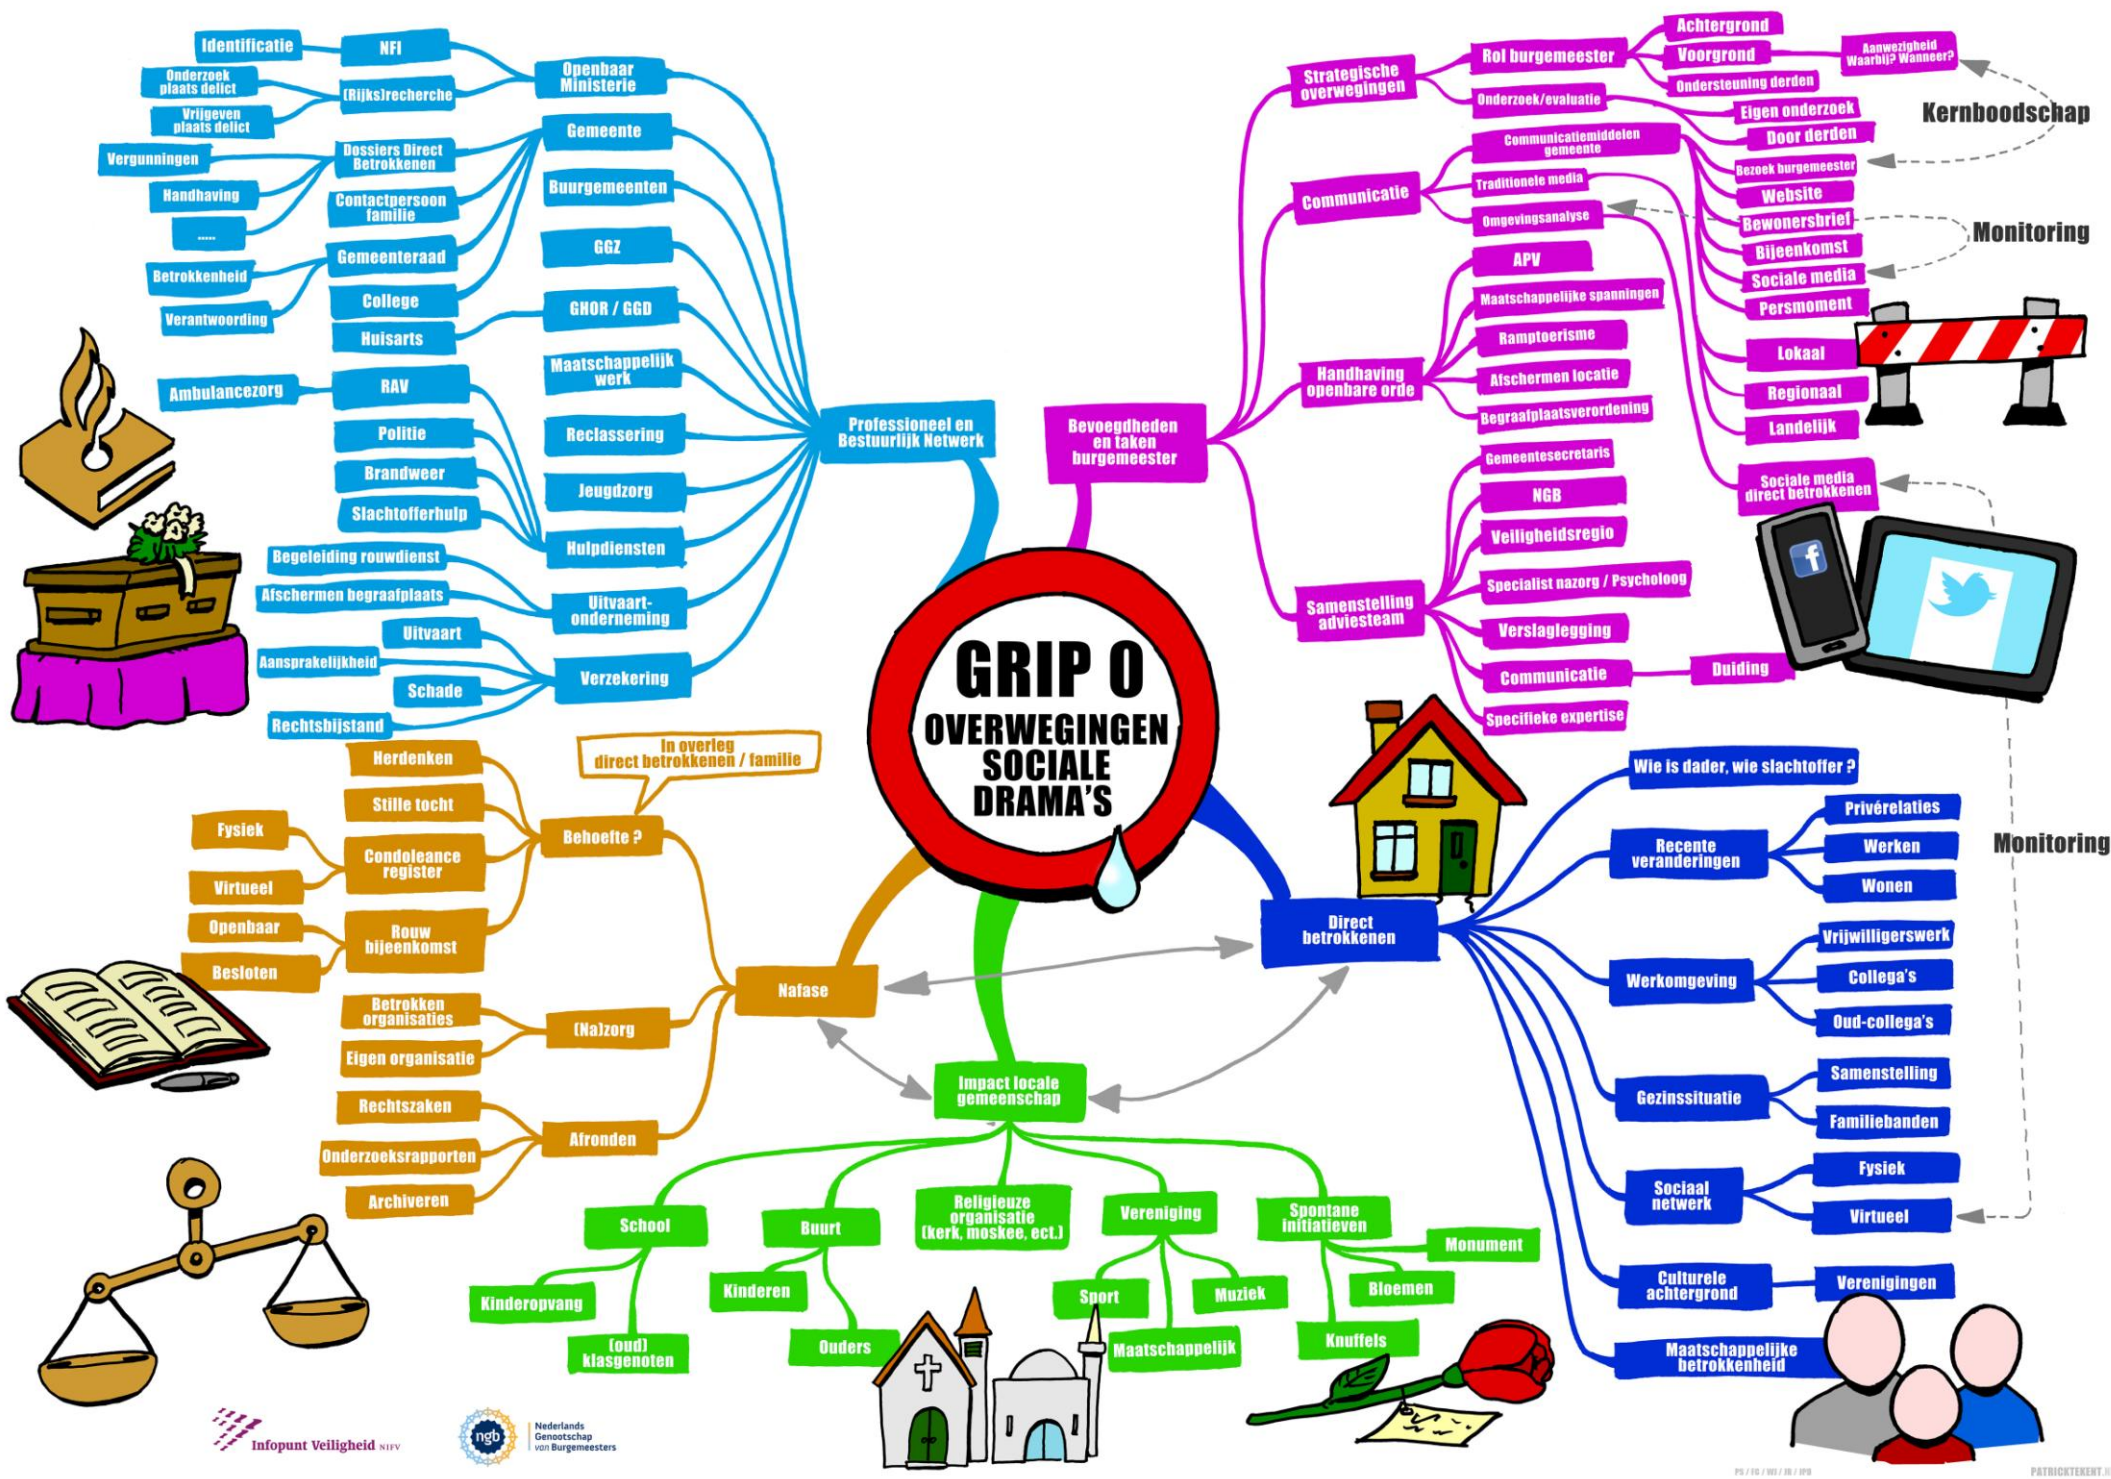 GRIP 0
OVERWEGINGEN
SOCIALE
DRAMA'S
Professioneel en
Bestuurlijk Netwerk
Openbaar
Ministerie
NFI
Identificatie
(Rijks)recherche
Onderzoek
plaats delict
Vrijgeven
plaats delict
Gemeente
Dossiers Direct
Betrokkenen
Vergunningen
Handhaving
.....
Contactpersoon
familie
Gemeenteraad
Betrokkenheid
Verantwoording
College
Buurgemeenten
GGZ
GHOR / GGD
Huisarts
Maatschappelijk
werk
Reclassering
Jeugdzorg
Hulpdiensten
RAV
Ambulancezorg
Politie
Brandweer
Slachtofferhulp
Uitvaart-
onderneming
Begeleiding rouwdienst
Afschermen begraafplaats
Verzekering
Uitvaart
Aansprakelijkheid
Schade
Rechtsbijstand
Bevoegdheden
en taken
burgemeester
Strategische
overwegingen
Rol burgemeester
Achtergrond
Voorgrond
Aanwezigheid
Waarbij? Wanneer?
Ondersteuning derden
Onderzoek/evaluatie
Eigen onderzoek
Door derden
Kernboodschap
Communicatie
Communicatiemiddelen
gemeente
Bezoek burgemeester
Website
Bewonersbrief
Bijeenkomst
Sociale media
Persmoment
Monitoring
Traditionele media
Lokaal
Regionaal
Landelijk
Omgevingsanalyse
Sociale media
direct betrokkenen
Handhaving
openbare orde
APV
Maatschappelijke spanningen
Ramptoerisme
Afschermen locatie
Begraafplaatsverordening
Samenstelling
adviesteam
Gemeentesecretaris
NGB
Veiligheidsregio
Specialist nazorg / Psycholoog
Verslaglegging
Communicatie
Duiding
Specifieke expertise
f
Direct
betrokkenen
Wie is dader, wie slachtoffer ?
Recente
veranderingen
Privérelaties
Werken
Wonen
Monitoring
Werkomgeving
Vrijwilligerswerk
Collega's
Oud-collega's
Gezinssituatie
Samenstelling
Familiebanden
Sociaal
netwerk
Fysiek
Virtueel
Culturele
achtergrond
Verenigingen
Maatschappelijke
betrokkenheid
Nafase
In overleg
direct betrokkenen / familie
Behoefte ?
Herdenken
Stille tocht
Condoleance
register
Fysiek
Virtueel
Rouw
bijeenkomst
Openbaar
Besloten
(Na)zorg
Betrokken
organisaties
Eigen organisatie
Afronden
Rechtszaken
Onderzoeksrapporten
Archiveren
Impact locale
gemeenschap
School
Kinderopvang
(oud)
klasgenoten
Buurt
Kinderen
Ouders
Religieuze
organisatie
(kerk, moskee, ect.)
Vereniging
Sport
Maatschappelijk
Muziek
Spontane
initiatieven
Monument
Bloemen
Knuffels
Infopunt Veiligheid NIFV
ngb
Nederlands
Genootschap
van Burgemeesters